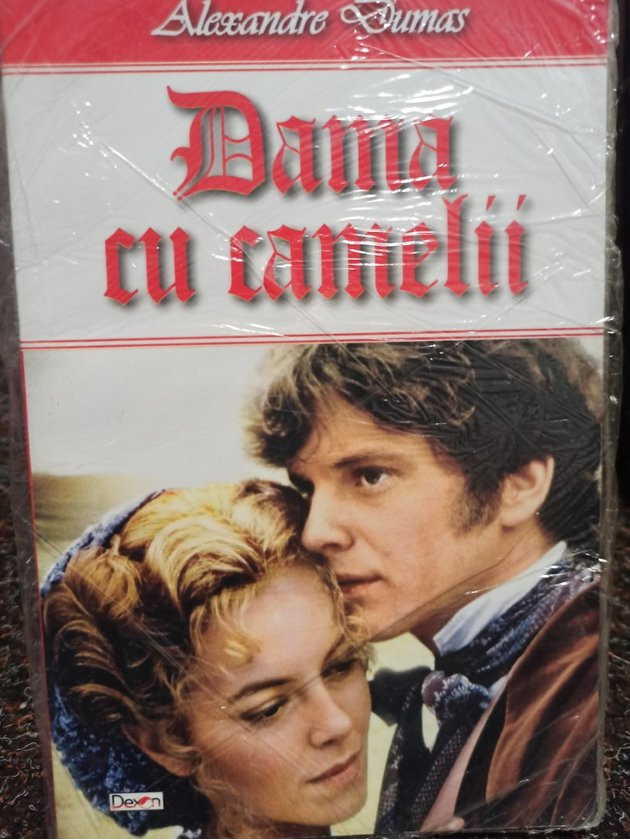 Alexandre Dumas
Dama
cu camelii
Dexon